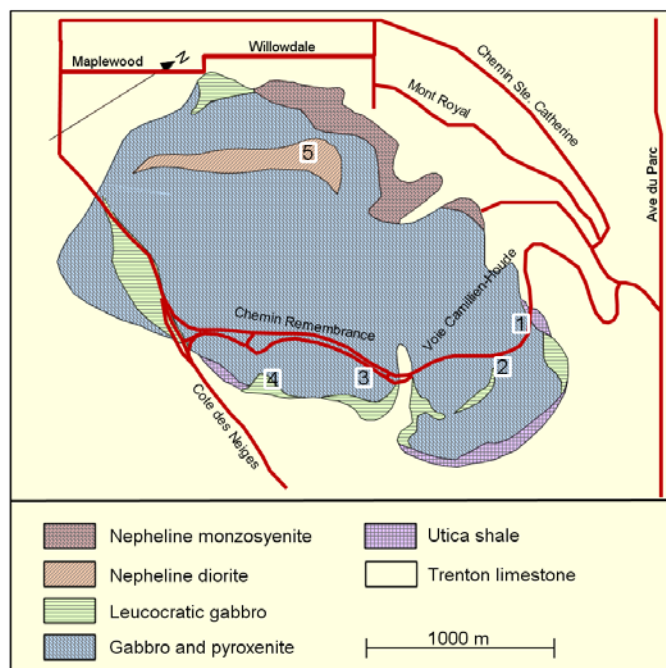 Willowdale
Maplewood
N
Chemin Ste. Catherine
Mont Royal
Ave du Parc
5
Voie Camillien-Houde
Chemin Remembrance
1
2
3
4
Cote des Neiges
Nepheline monzosyenite
Utica shale
Nepheline diorite
Trenton limestone
Leucocratic gabbro
Gabbro and pyroxenite
1000 m